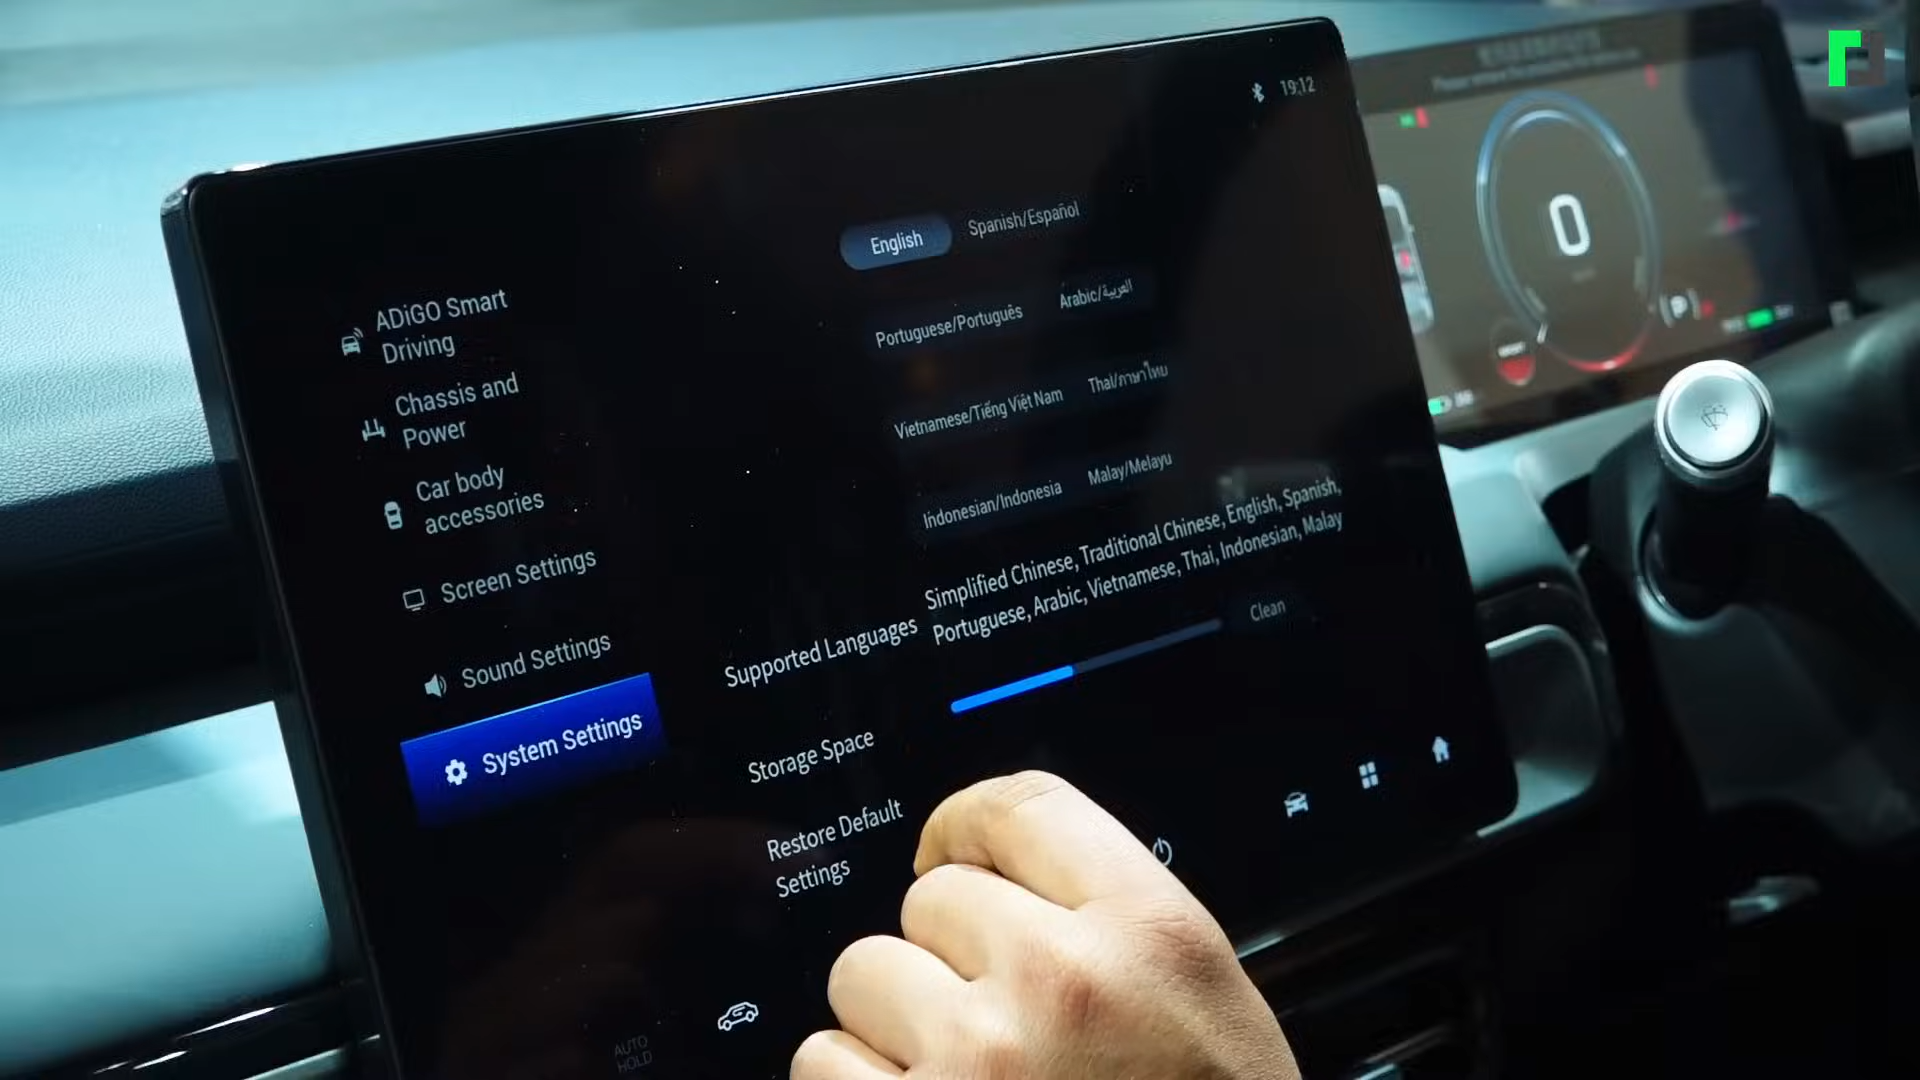 19:12
English
Spanish/Español
Portuguese/Português
Arabic/العربية
Vietnamese/Tiếng Việt Nam
Thai/ภาษาไทย
Indonesian/Indonesia
Malay/Melayu
ADiGO Smart
Driving
Chassis and
Power
Car body
accessories
Screen Settings
Sound Settings
System Settings
Supported Languages
Simplified Chinese, Traditional Chinese, English, Spanish,
Portuguese, Arabic, Vietnamese, Thai, Indonesian, Malay
Storage Space
Clean
Restore Default
Settings
AUTO
HOLD
0
P